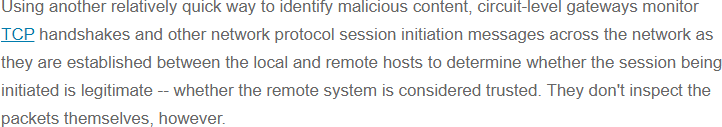 Using another relatively quick way to identify malicious content, circuit-level gateways monitor
TCP handshakes and other network protocol session initiation messages across the network as
they are established between the local and remote hosts to determine whether the session being
initiated is legitimate -- whether the remote system is considered trusted. They don't inspect the
packets themselves, however.